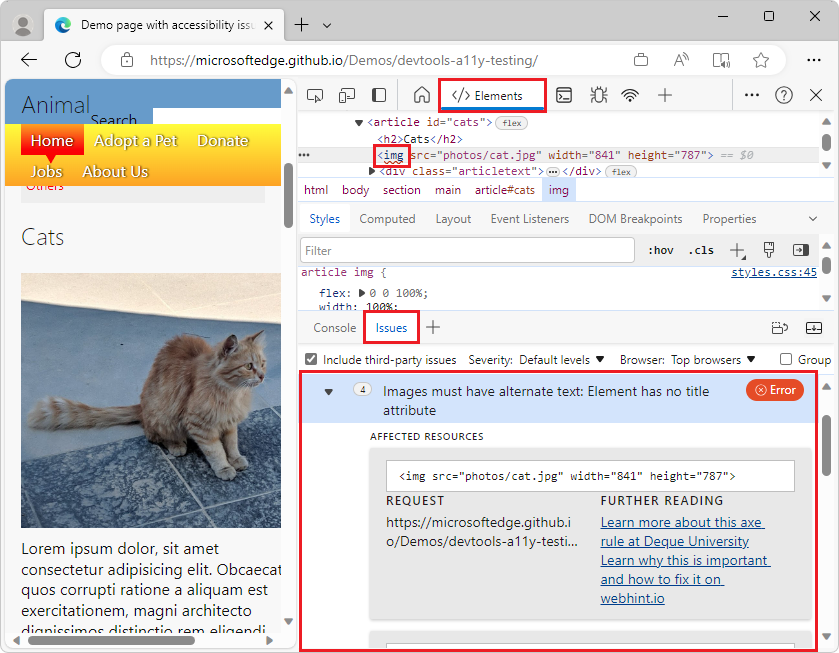 Demo page with accessibility issu
https://microsoftedge.github.io/Demos/devtools-a11y-testing/
Animal
Search
Home Adopt a Pet Donate
Jobs About Us
Others
Cats
Lorem ipsum dolor, sit amet
consectetur adipisicing elit. Obcaecat
quos corrupti ratione a aliquam est
exercitationem, magni architecto
dignissimos distinctio rem eligendi
</> Elements
▼<article id="cats"> flex
<h2>Cats</h2>
••• <img src="photos/cat.jpg" width="841" height="787"> == $0
▶<div class="articletext"> ••• </div> flex
html body section main article#cats img
Styles Computed Layout Event Listeners DOM Breakpoints Properties
Filter :hov .cls
article img { styles.css:45
flex: ▶ 0 0 100%;
width: 100%;
Console Issues
Include third-party issues Severity: Default levels ▼ Browser: Top browsers ▼ Group
4 Images must have alternate text: Element has no title
attribute
Error
AFFECTED RESOURCES
<img src="photos/cat.jpg" width="841" height="787">
REQUEST
https://microsoftedge.github.i
o/Demos/devtools-a11y-testi...
FURTHER READING
Learn more about this axe
rule at Deque University
Learn why this is important
and how to fix it on
webhint.io